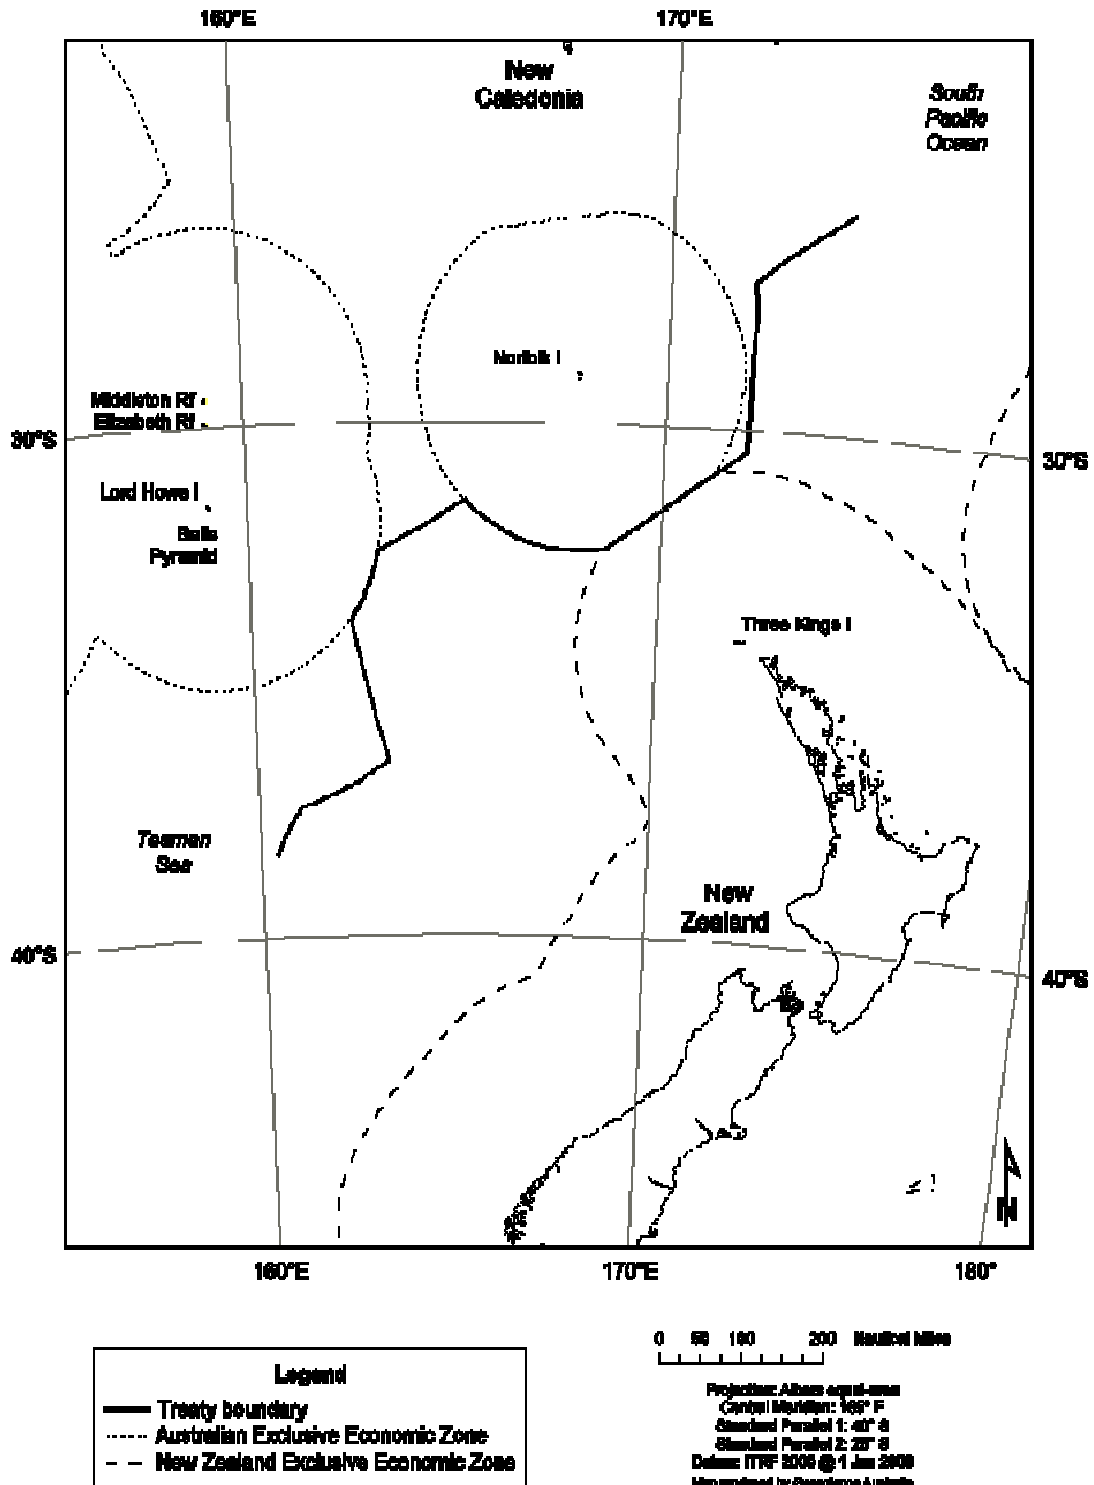 160°E
170°E
New
Caledonia
South
Pacific
Ocean
Norfolk I
Middleton Rf
Elizabeth Rf
30°S
30°S
Lord Howe I
Balls
Pyramid
Three Kings I
Tasman
Sea
New
Zealand
40°S
40°S
N
160°E
170°E
180°
0 50 100 200 Nautical Miles
Legend
Treaty boundary
Australian Exclusive Economic Zone
New Zealand Exclusive Economic Zone
Projection: Albers equal-area
Central Meridian: E
Standard Parallel 1: 40° S
Standard Parallel 2: 25° S
Datum: ITRF @ 1 Jan